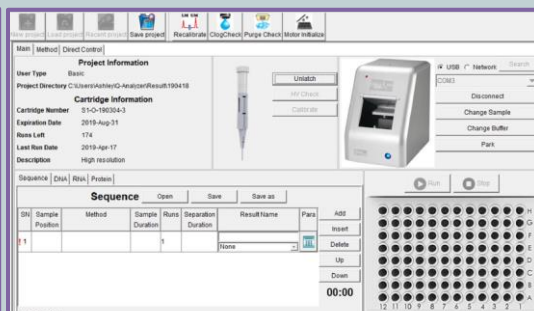 New project Load project Recent project Save project Recalibrate ClogCheck Purge Check Motor Initialize
Main Method Direct Control
Project Information
User Type Basic
Project Directory C:\Users\Ashley\Q-Analyzer\Result\190418
Cartridge Information
Cartridge Number S1-O-190304-3
Expiration Date 2019-Aug-31
Runs Left 174
Last Run Date 2019-Apr-17
Description High resolution
Unlatch
HV Check
Calibrate
USB Network Search
COM3
Disconnect
Change Sample
Change Buffer
Park
Sequence DNA RNA Protein
Sequence Open Save Save as
SN Sample Position Method Sample Duration Runs Separation Duration Result Name Para
! 1 1 None
Add
Insert
Delete
Up
Down
00:00
Run Stop
H
G
F
E
D
C
B
A
12 11 10 9 8 7 6 5 4 3 2 1